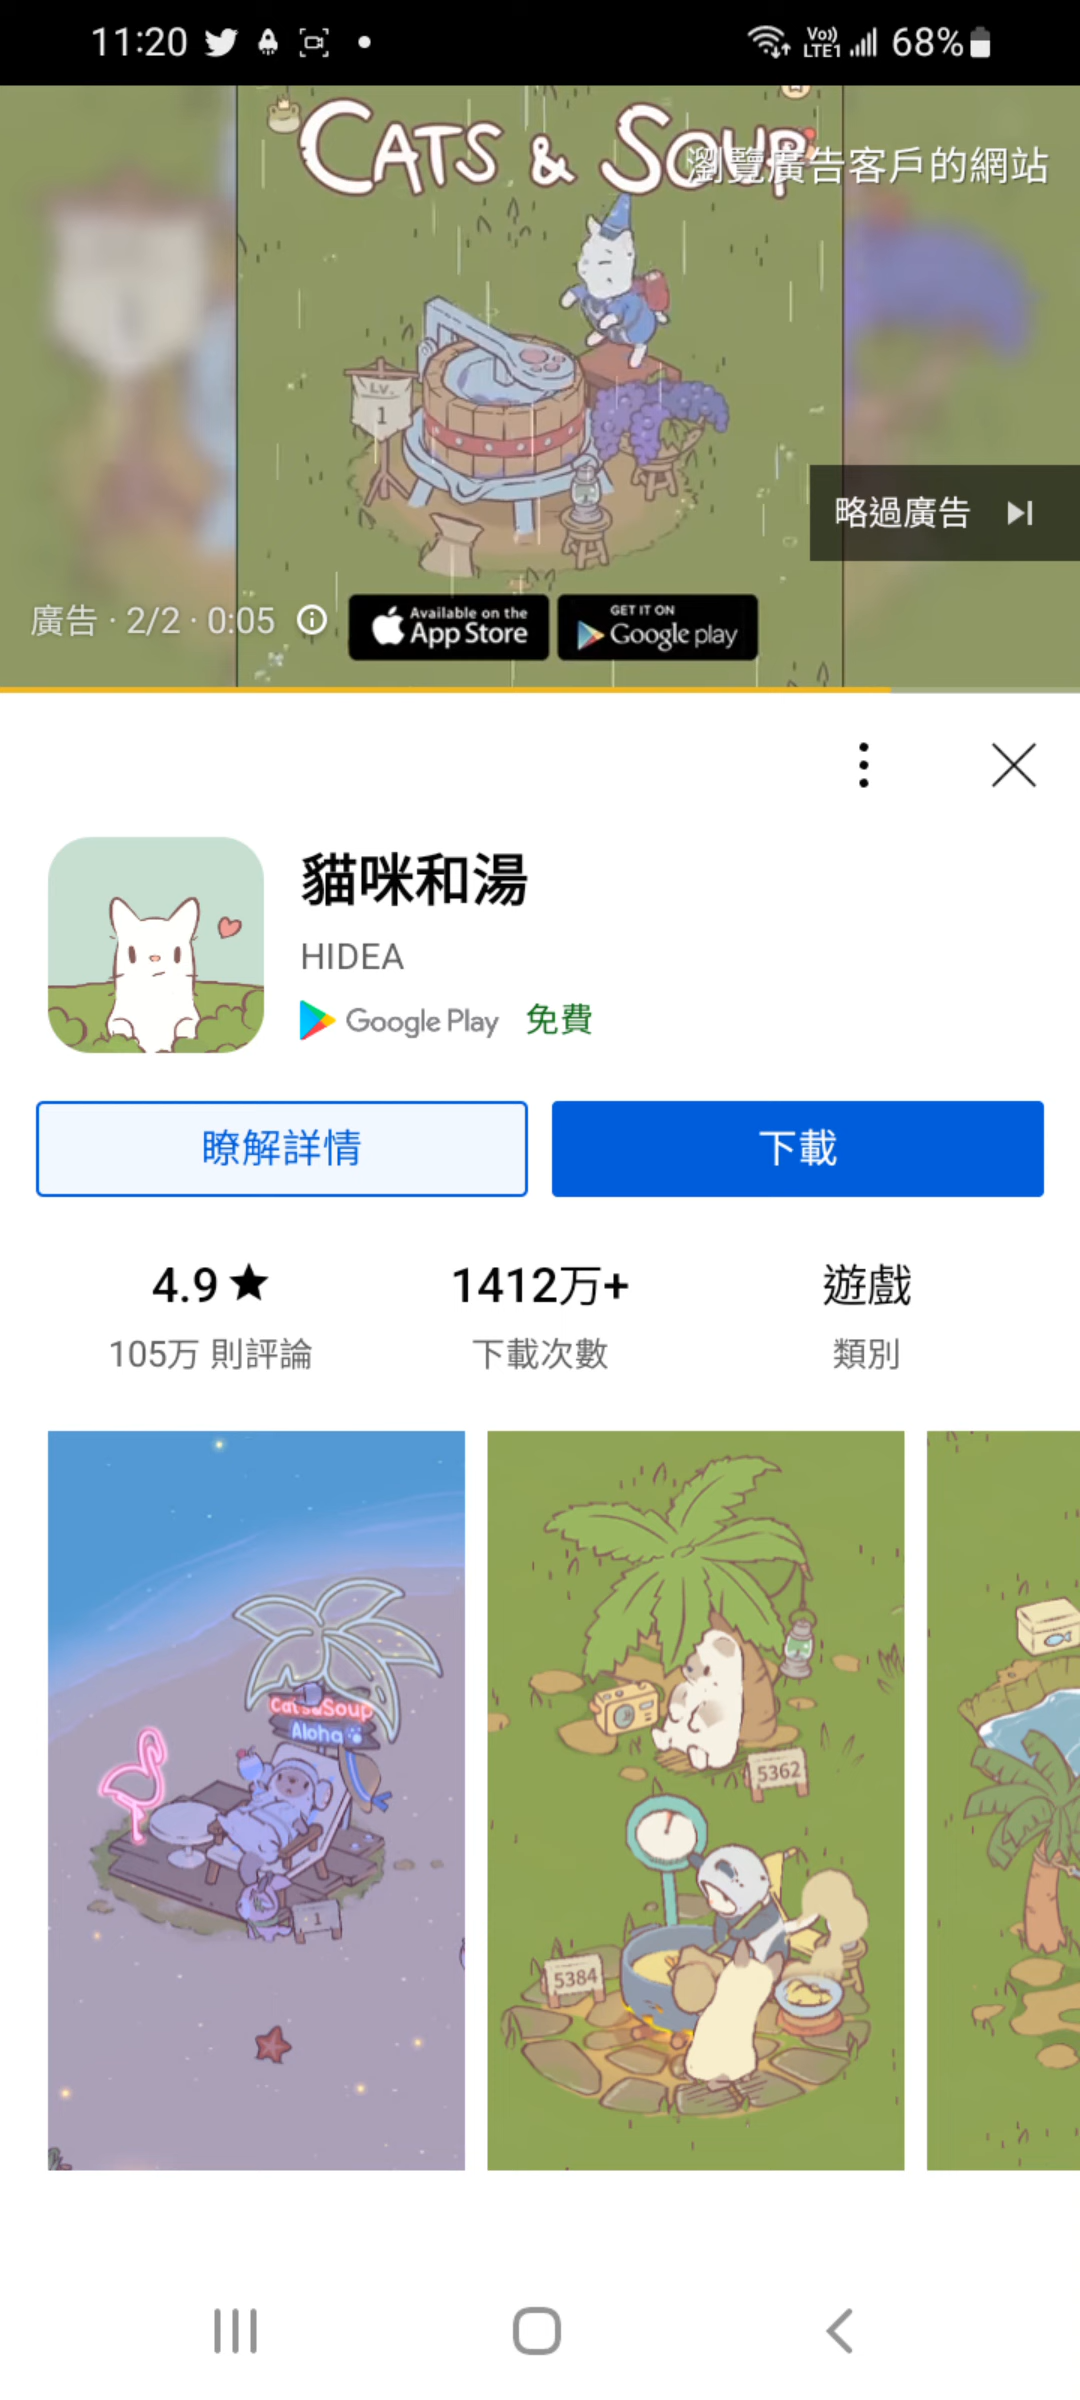 11:20
Vo)) LTE1 68%
CATS & SOUP
瀏覽廣告客戶的網站
LV.
1
略過廣告
廣告 · 2/2 · 0:05
Available on the App Store
GET IT ON Google play
貓咪和湯
HIDEA
Google Play 免費
瞭解詳情 下載
4.9★ 1412万+ 遊戲
105万 則評論 下載次數 類別
Cats&Soup
Aloha
1
5362
5384